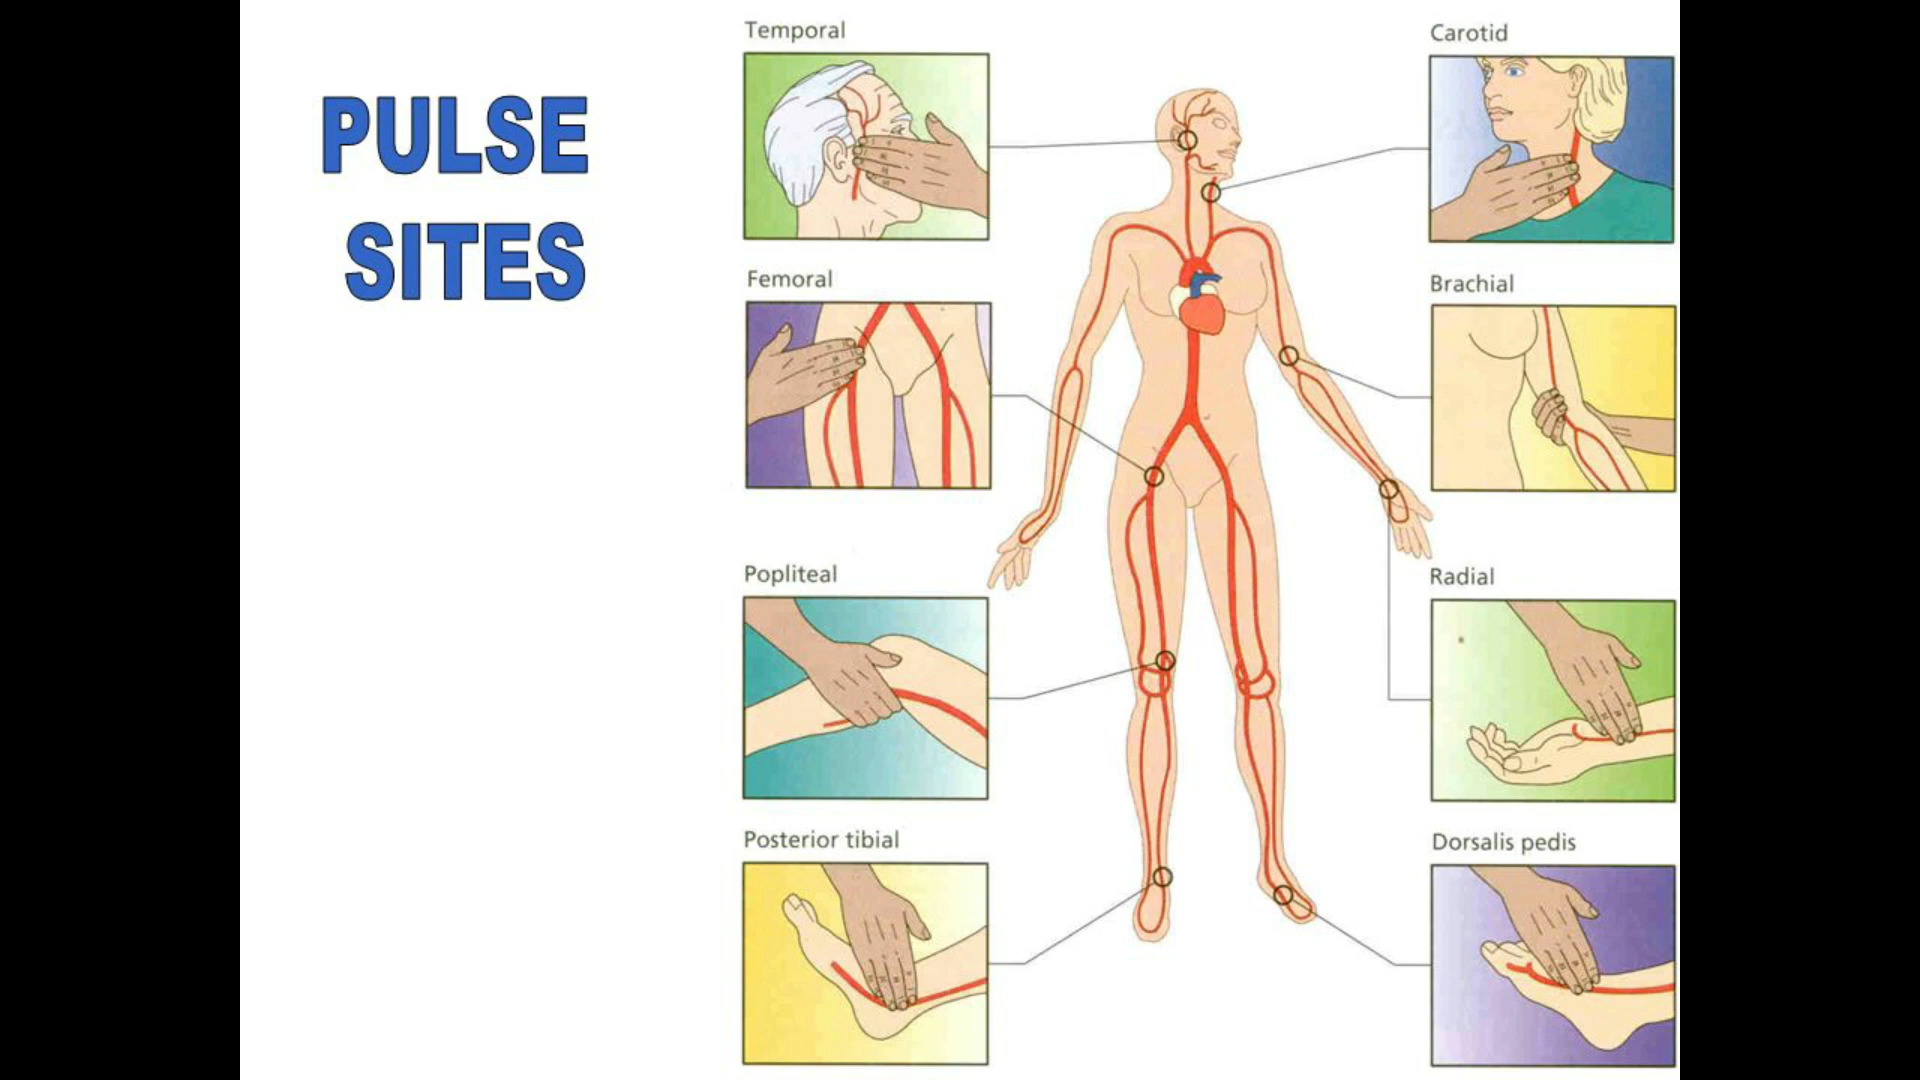 PULSE
SITES
Temporal
Carotid
Femoral
Brachial
Popliteal
Radial
Posterior tibial
Dorsalis pedis